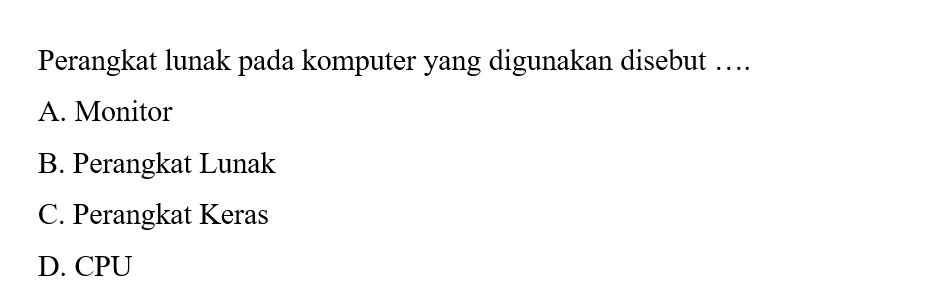 Perangkat lunak pada komputer yang digunakan disebut ….
A. Monitor
B. Perangkat Lunak
C. Perangkat Keras
D. CPU